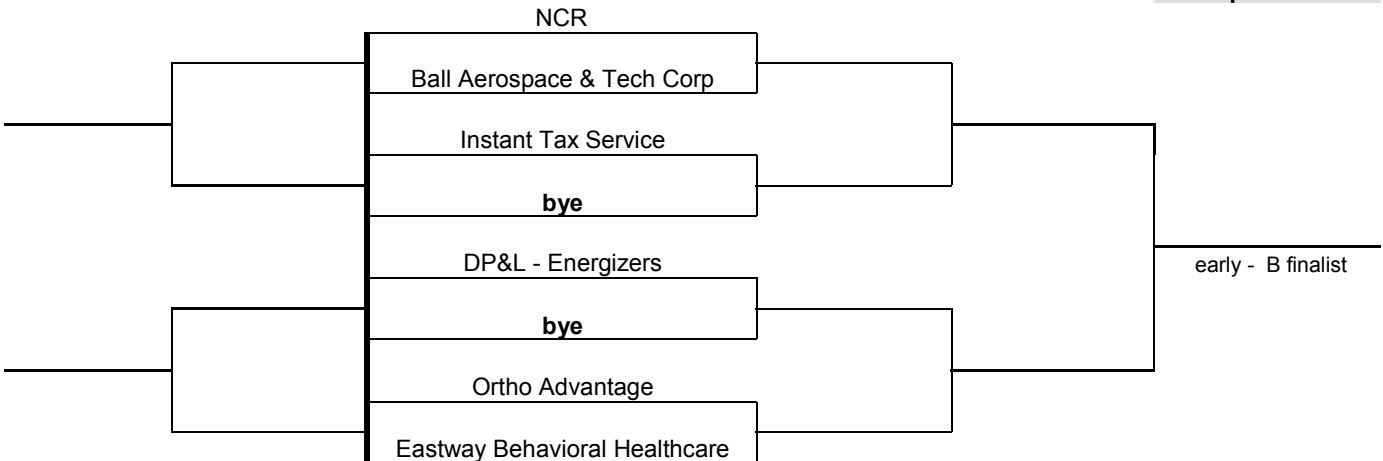 NCR
Ball Aerospace & Tech Corp
Instant Tax Service
bye
DP&L - Energizers
early - B finalist
bye
Ortho Advantage
Eastway Behavioral Healthcare